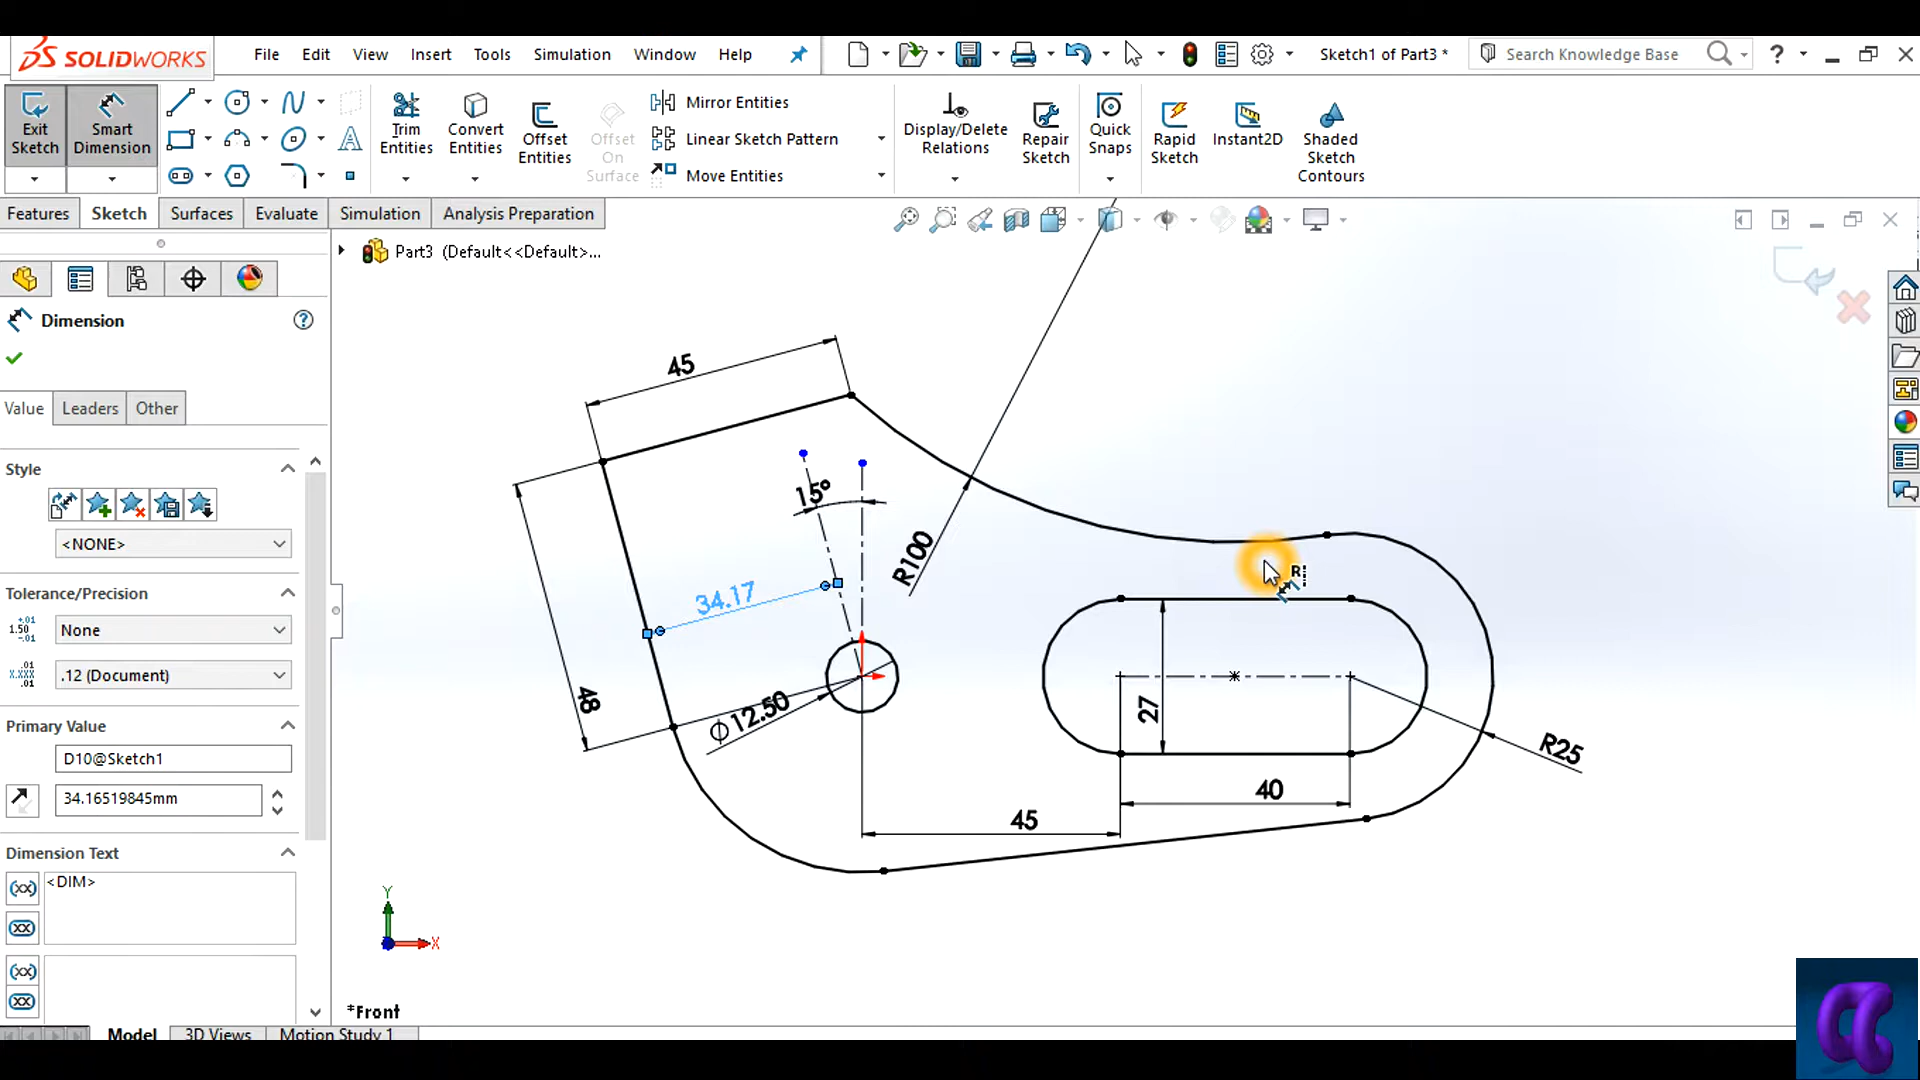 SOLIDWORKS
File Edit View Insert Tools Simulation Window Help
Sketch1 of Part3 *
Search Knowledge Base
Exit Sketch
Smart Dimension
Trim Entities
Convert Entities
Offset Entities
Offset On Surface
Mirror Entities
Linear Sketch Pattern
Move Entities
Display/Delete Relations
Repair Sketch
Quick Snaps
Rapid Sketch
Instant2D
Shaded Sketch Contours
Features Sketch Surfaces Evaluate Simulation Analysis Preparation
Part3 (Default<<Default>...
Dimension
Value Leaders Other
Style
<NONE>
Tolerance/Precision
None
.12 (Document)
Primary Value
D10@Sketch1
34.16519845mm
Dimension Text
<DIM>
45
15°
R100
34.17
48
Φ12.50
27
R25
40
45
R
Y
X
*Front
Model 3D Views Motion Study 1